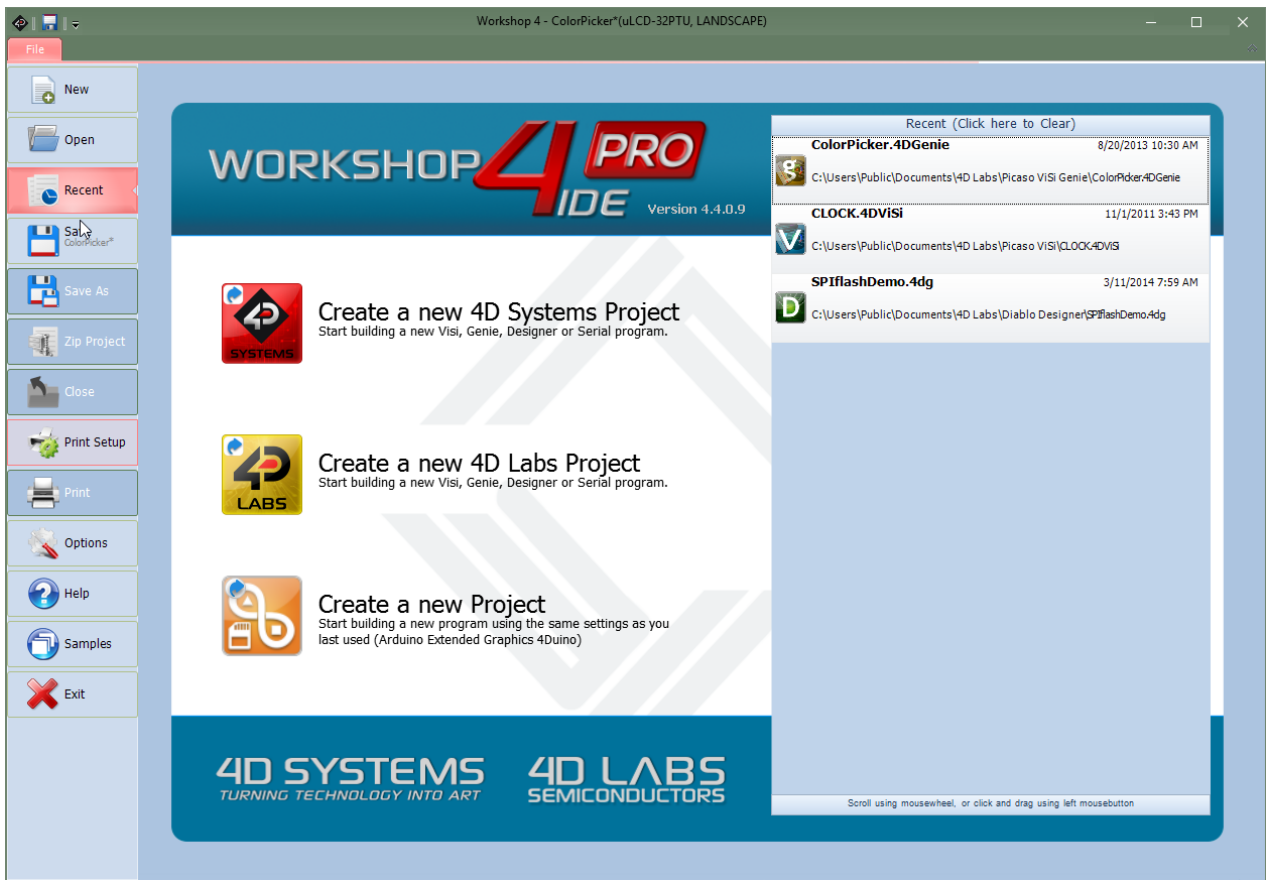 Workshop 4 - ColorPicker*(uLCD-32PTU, LANDSCAPE)
File
New
Open
Recent
ColorPicker*
Save As
Zip Project
Close
Print Setup
Print
Options
Help
Samples
Exit
WORKSHOP 4 PRO
IDE Version 4.4.0.9
SYSTEMS
Create a new 4D Systems Project
Start building a new Visi, Genie, Designer or Serial program.
LABS
Create a new 4D Labs Project
Start building a new Visi, Genie, Designer or Serial program.
Create a new Project
Start building a new program using the same settings as you
last used (Arduino Extended Graphics 4Duino)
4D SYSTEMS
TURNING TECHNOLOGY INTO ART
4D LABS
SEMICONDUCTORS
Recent (Click here to Clear)
ColorPicker.4DGenie 8/20/2013 10:30 AM
C:\Users\Public\Documents\4D Labs\Picaso ViSi Genie\ColorPicker.4DGenie
CLOCK.4DViSi 11/1/2011 3:43 PM
C:\Users\Public\Documents\4D Labs\Picaso ViSi\CLOCK.4DViSi
SPIflashDemo.4dg 3/11/2014 7:59 AM
C:\Users\Public\Documents\4D Labs\Diablo Designer\SPIflashDemo.4dg
Scroll using mousewheel, or click and drag using left mousebutton